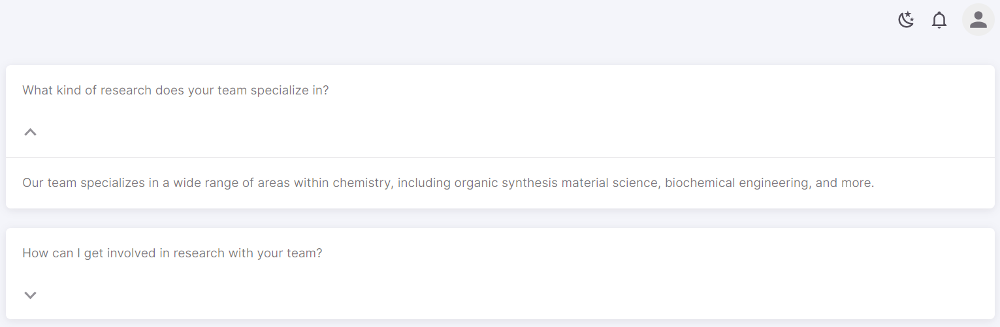 What kind of research does your team specialize in?
Our team specializes in a wide range of areas within chemistry, including organic synthesis material science, biochemical engineering, and more.
How can I get involved in research with your team?